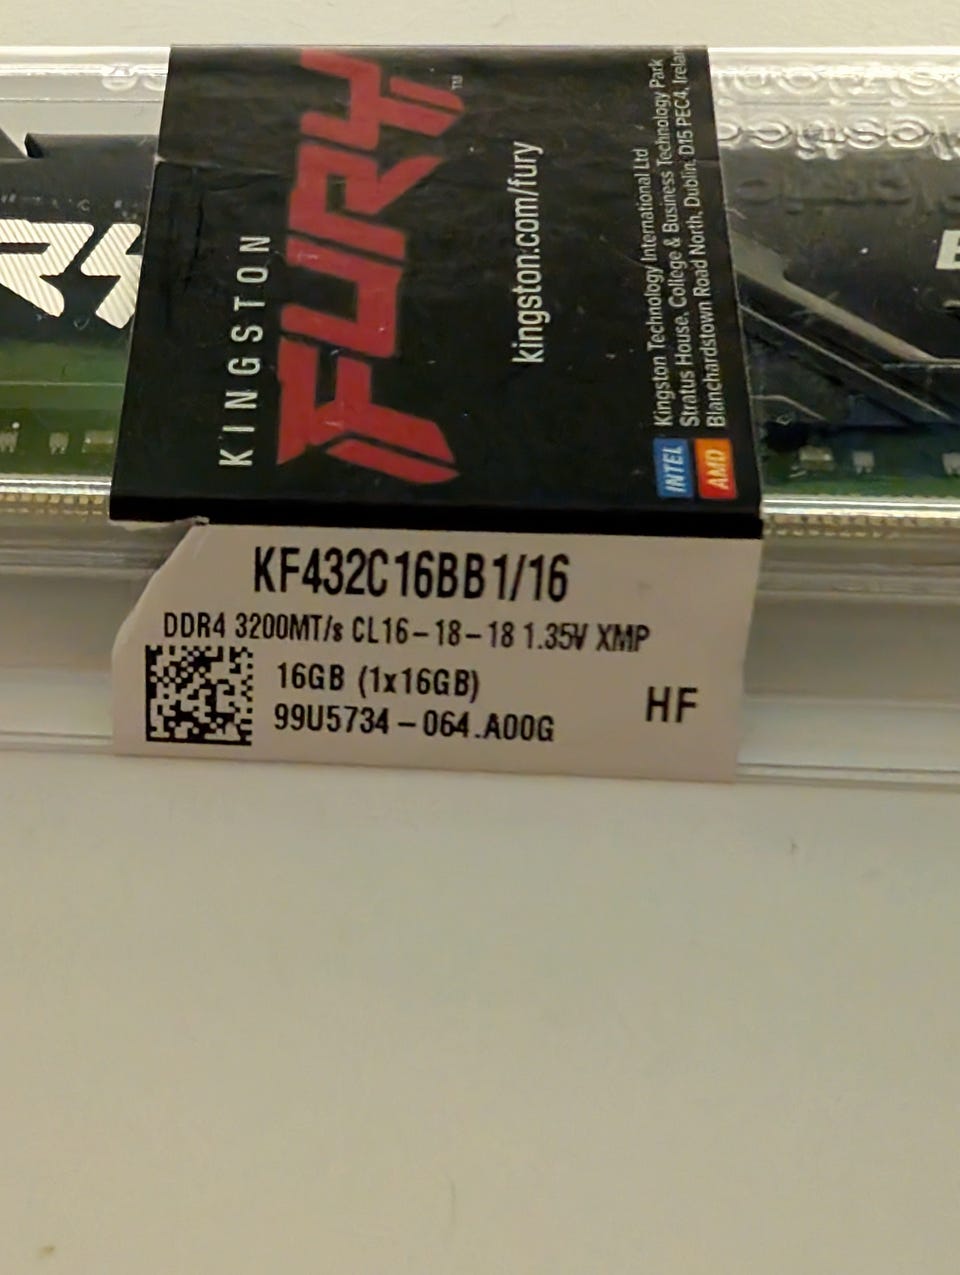 KINGSTON
FURY
TM
kingston.com/fury
Kingston Technology International Ltd
Stratus House, College & Business Technology Pack
Blanchardstown Road North, Dublin, D15 PEC4, Ireland
INTEL
AMD
KF432C16BB1/16
DDR4 3200MT/s CL16-18-18 1.35V XMP
16GB (1x16GB)
99U5734-064.A00G
HF